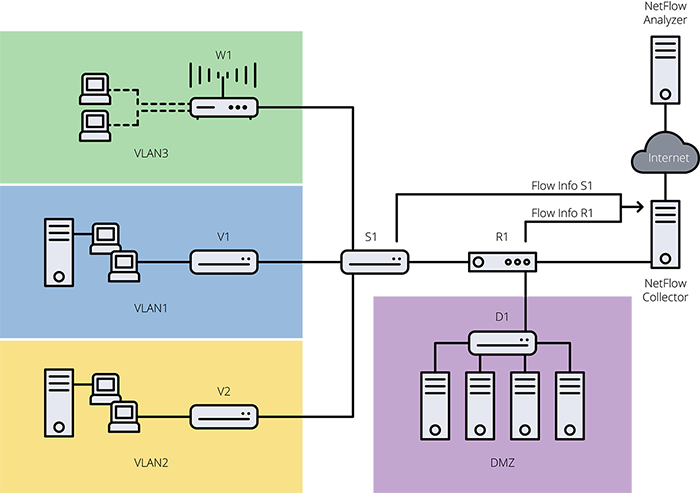 NetFlow
Analyzer
W1
VLAN3
Internet
Flow Info S1
Flow Info R1
V1
S1
R1
VLAN1
NetFlow
Collector
D1
V2
VLAN2
DMZ